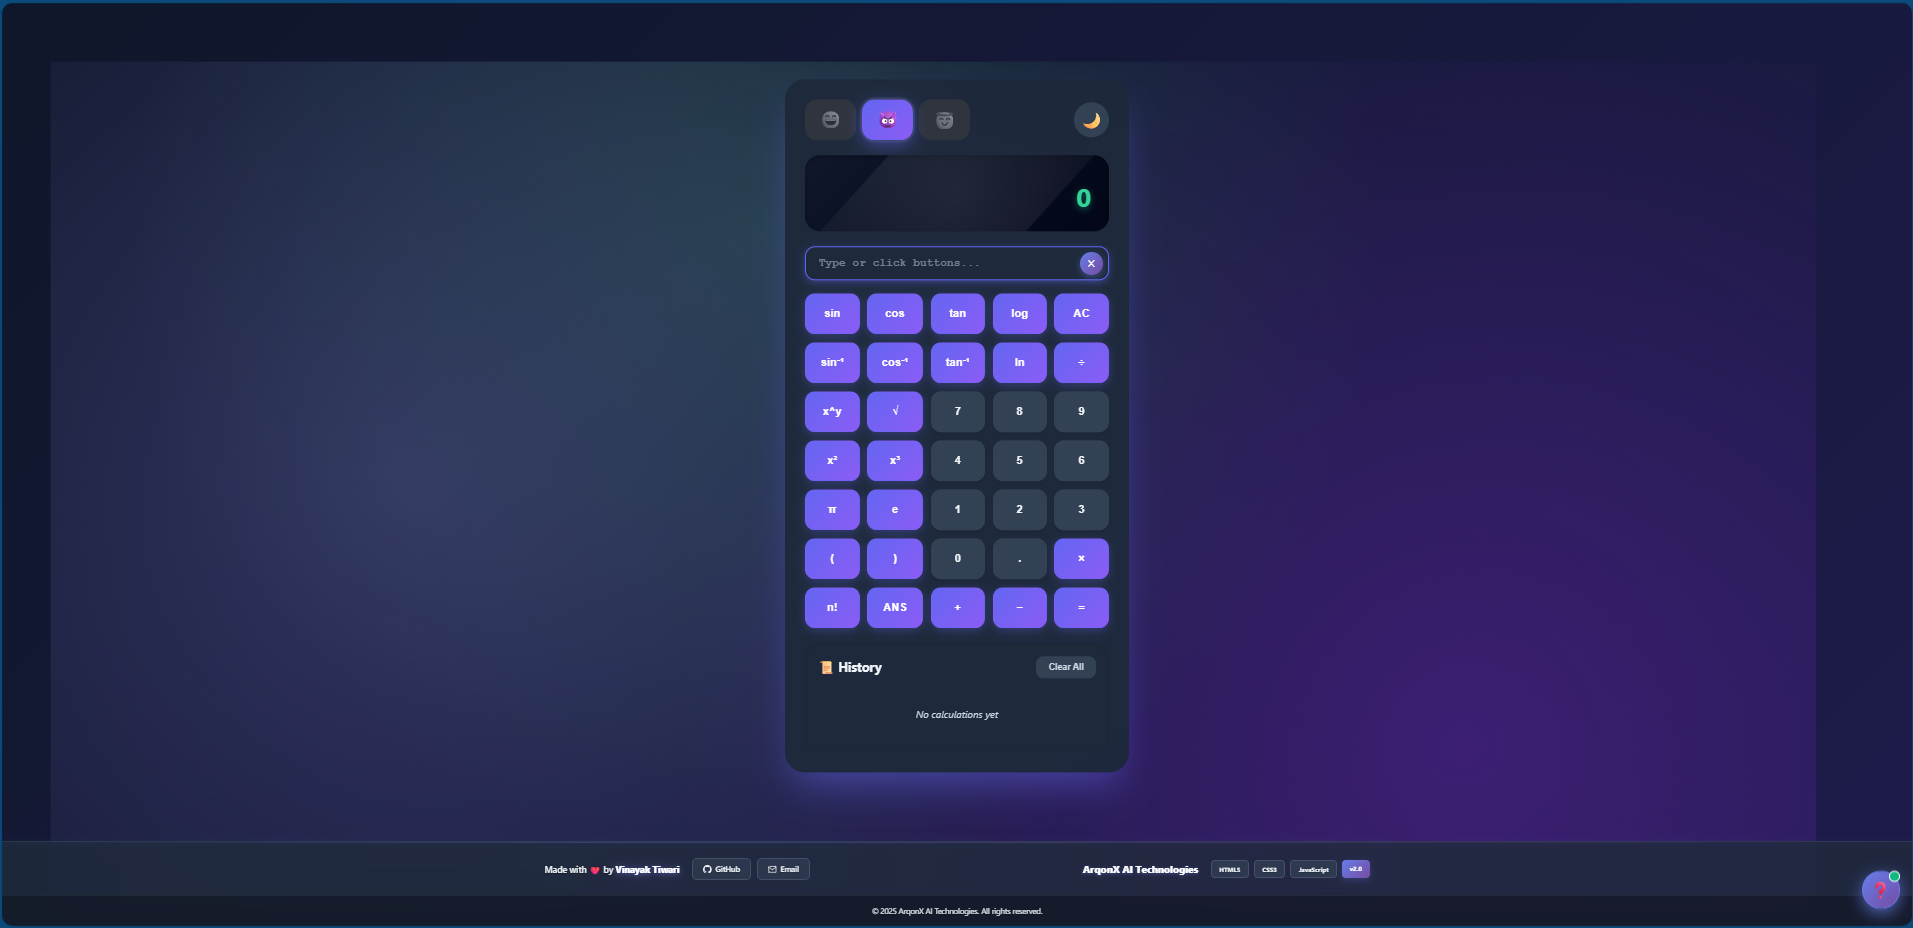 0
Type or click buttons...
×
sin cos tan log AC
sin⁻¹ cos⁻¹ tan⁻¹ ln ÷
x^y √ 7 8 9
x² x³ 4 5 6
π e 1 2 3
( ) 0 . ×
n! ANS + − =
History Clear All
No calculations yet
Made with ❤️ by Vinayak Tiwari GitHub Email ArqonX AI Technologies HTML5 CSS3 JavaScript v2.0
❓
© 2025 ArqonX AI Technologies. All rights reserved.